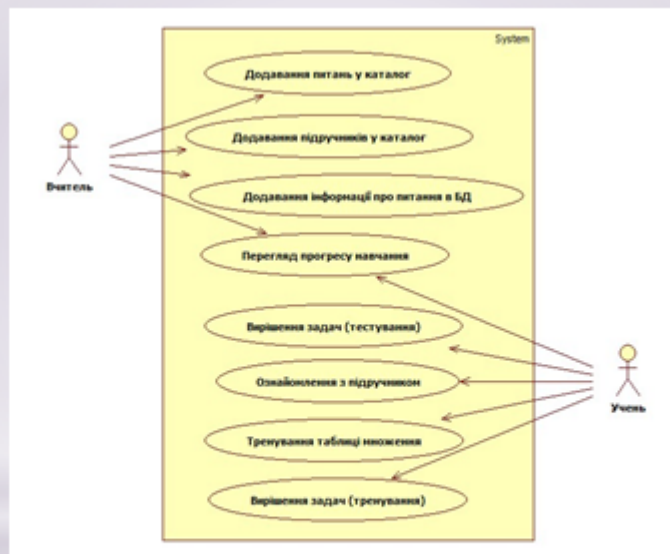 System
Додавання питань у каталог
Додавання підручників у каталог
Вчитель
Додавання інформації про питання в БД
Перегляд прогресу навчання
Вирішення задач (тестування)
Ознайомлення з підручником
Учень
Тренування таблиці множення
Вирішення задач (тренування)